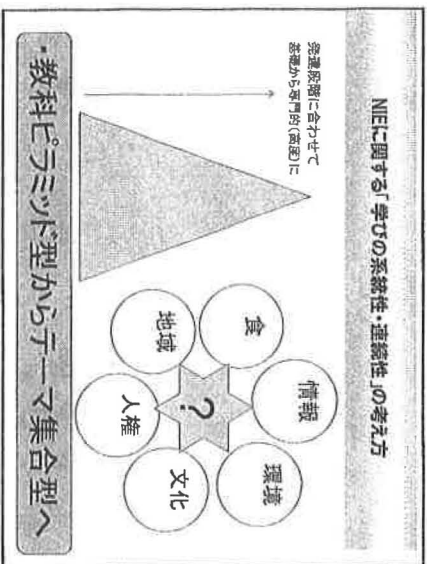 NIEに関する「学びの系統性・連続性」の考え方
発達段階に合わせて
基礎から専門的(高度)に
食
情報
地域
?
環境
人権
文化
・教科ピラミッド型からテーマ集合型へ